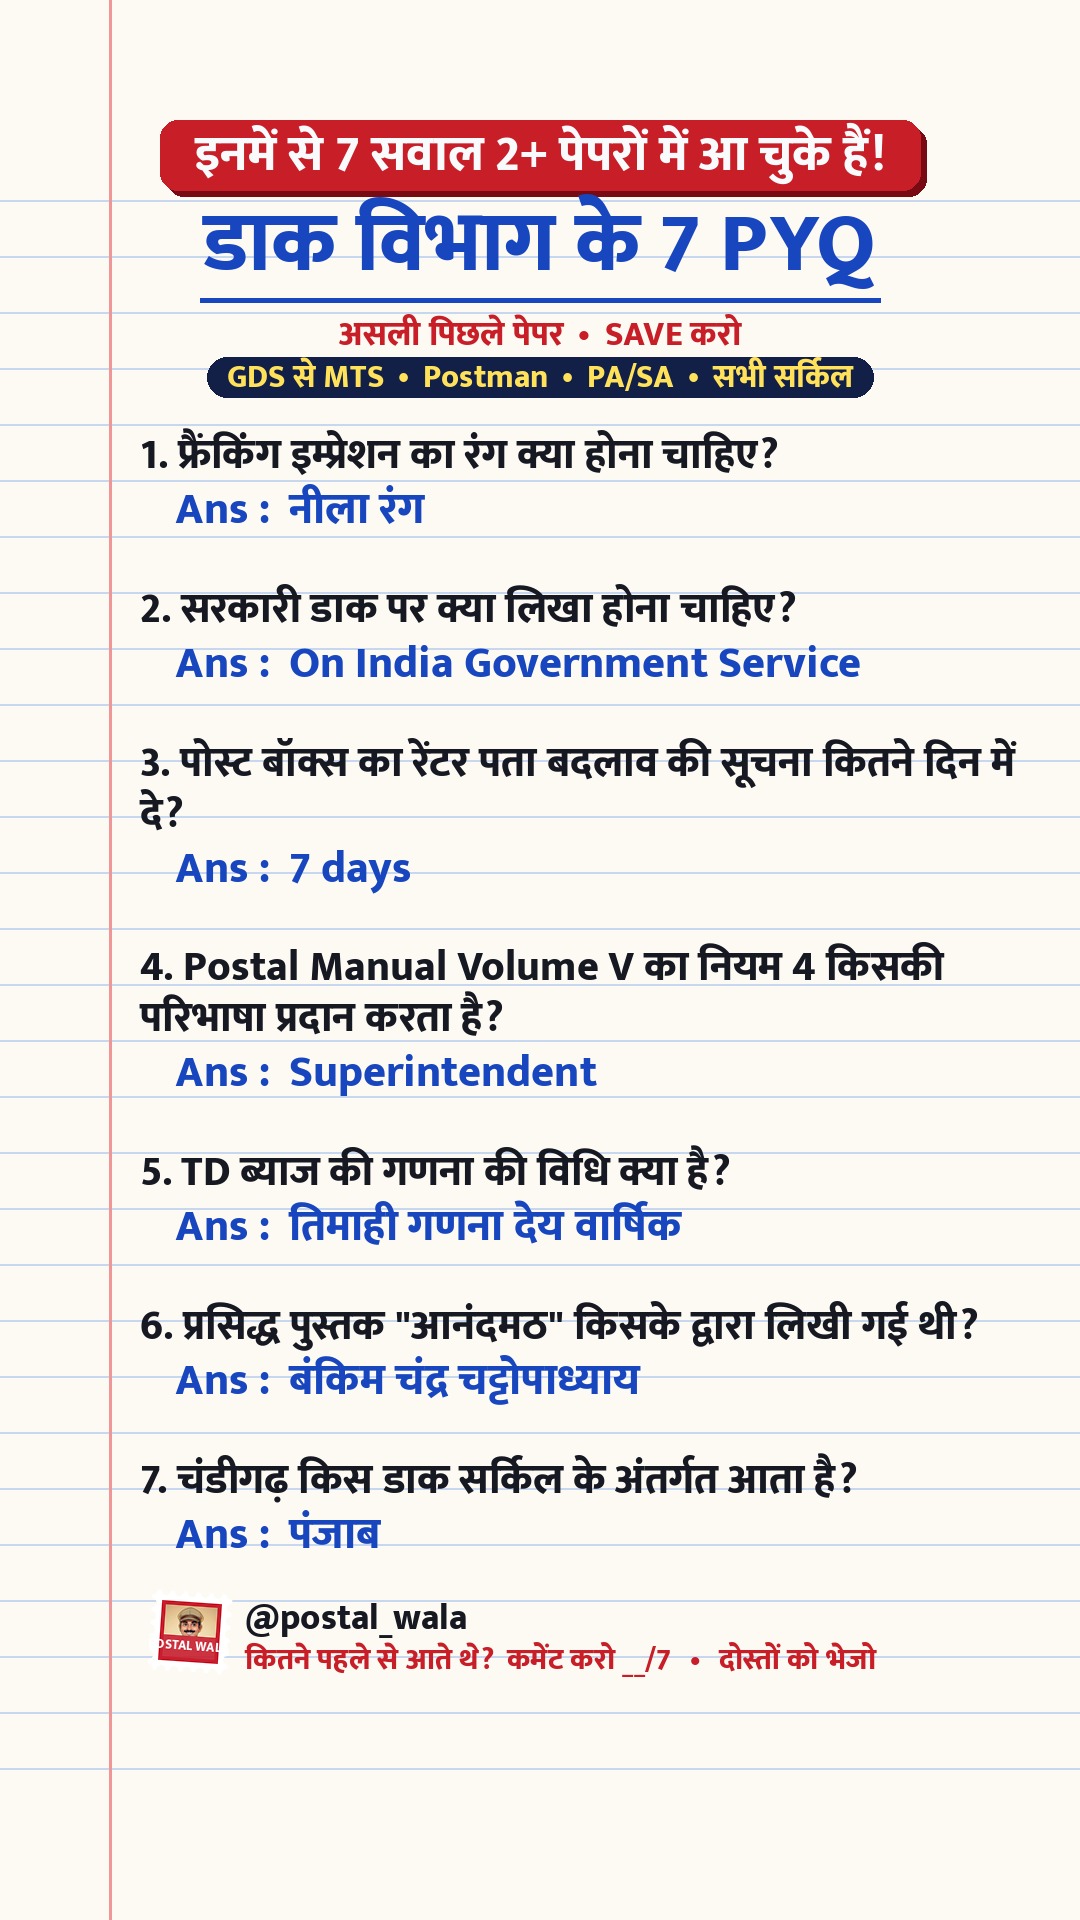 इनमें से 7 सवाल 2+ पेपरों में आ चुके हैं!
डाक विभाग के 7 PYQ
असली पिछले पेपर • SAVE करो
GDS से MTS • Postman • PA/SA • सभी सर्किल
1. फ्रैंकिंग इम्प्रेशन का रंग क्या होना चाहिए?
Ans : नीला रंग
2. सरकारी डाक पर क्या लिखा होना चाहिए?
Ans : On India Government Service
3. पोस्ट बॉक्स का रेंटर पता बदलाव की सूचना कितने दिन में
दे?
Ans : 7 days
4. Postal Manual Volume V का नियम 4 किसकी
परिभाषा प्रदान करता है?
Ans : Superintendent
5. TD ब्याज की गणना की विधि क्या है?
Ans : तिमाही गणना देय वार्षिक
6. प्रसिद्ध पुस्तक "आनंदमठ" किसके द्वारा लिखी गई थी?
Ans : बंकिम चंद्र चट्टोपाध्याय
7. चंडीगढ़ किस डाक सर्किल के अंतर्गत आता है?
Ans : पंजाब
OSTAL WAL
@postal_wala
कितने पहले से आते थे? कमेंट करो __/7 • दोस्तों को भेजो